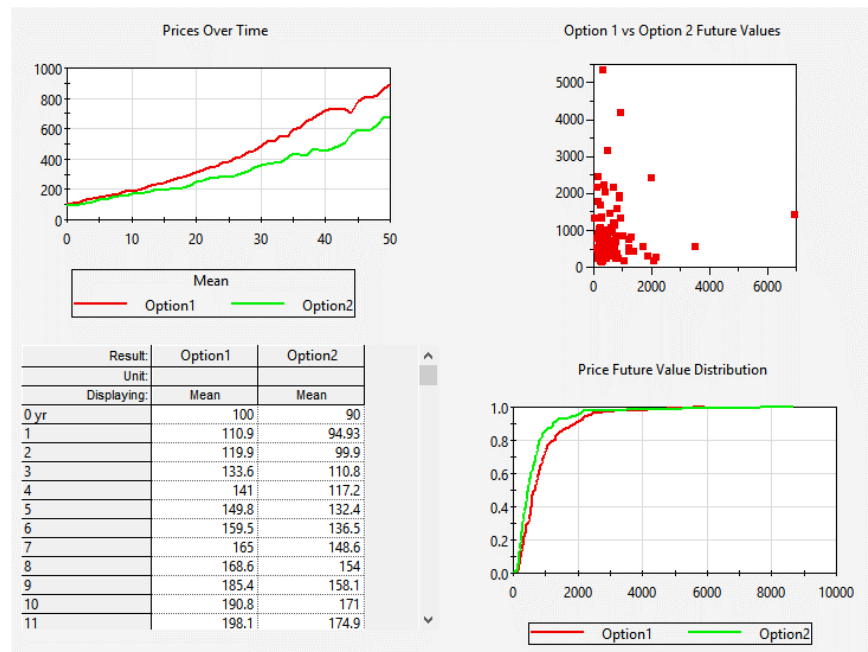 Prices Over Time
1000
800
600
400
200
0
0 10 20 30 40 50
Mean
Option1 Option2
Option 1 vs Option 2 Future Values
5000
4000
3000
2000
1000
0
0 2000 4000 6000
Result: Option1 Option2
Unit:
Displaying: Mean Mean
0 yr 100 90
1 110.9 94.93
2 119.9 99.9
3 133.6 110.8
4 141 117.2
5 149.8 132.4
6 159.5 136.5
7 165 148.6
8 168.6 154
9 185.4 158.1
10 190.8 171
11 198.1 174.9
Price Future Value Distribution
1.0
0.8
0.6
0.4
0.2
0.0
0 2000 4000 6000 8000 10000
Option1 Option2